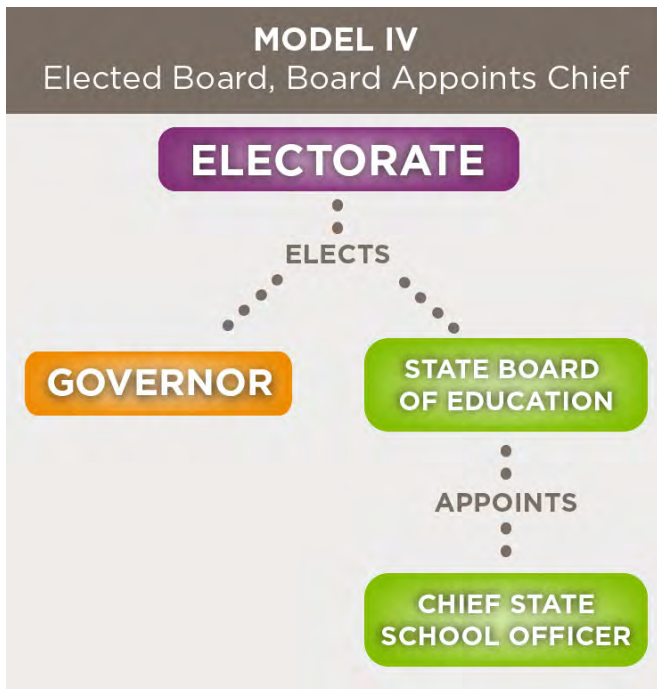 MODEL IV
Elected Board, Board Appoints Chief
ELECTORATE
ELECTS
GOVERNOR
STATE BOARD
OF EDUCATION
APPOINTS
CHIEF STATE
SCHOOL OFFICER